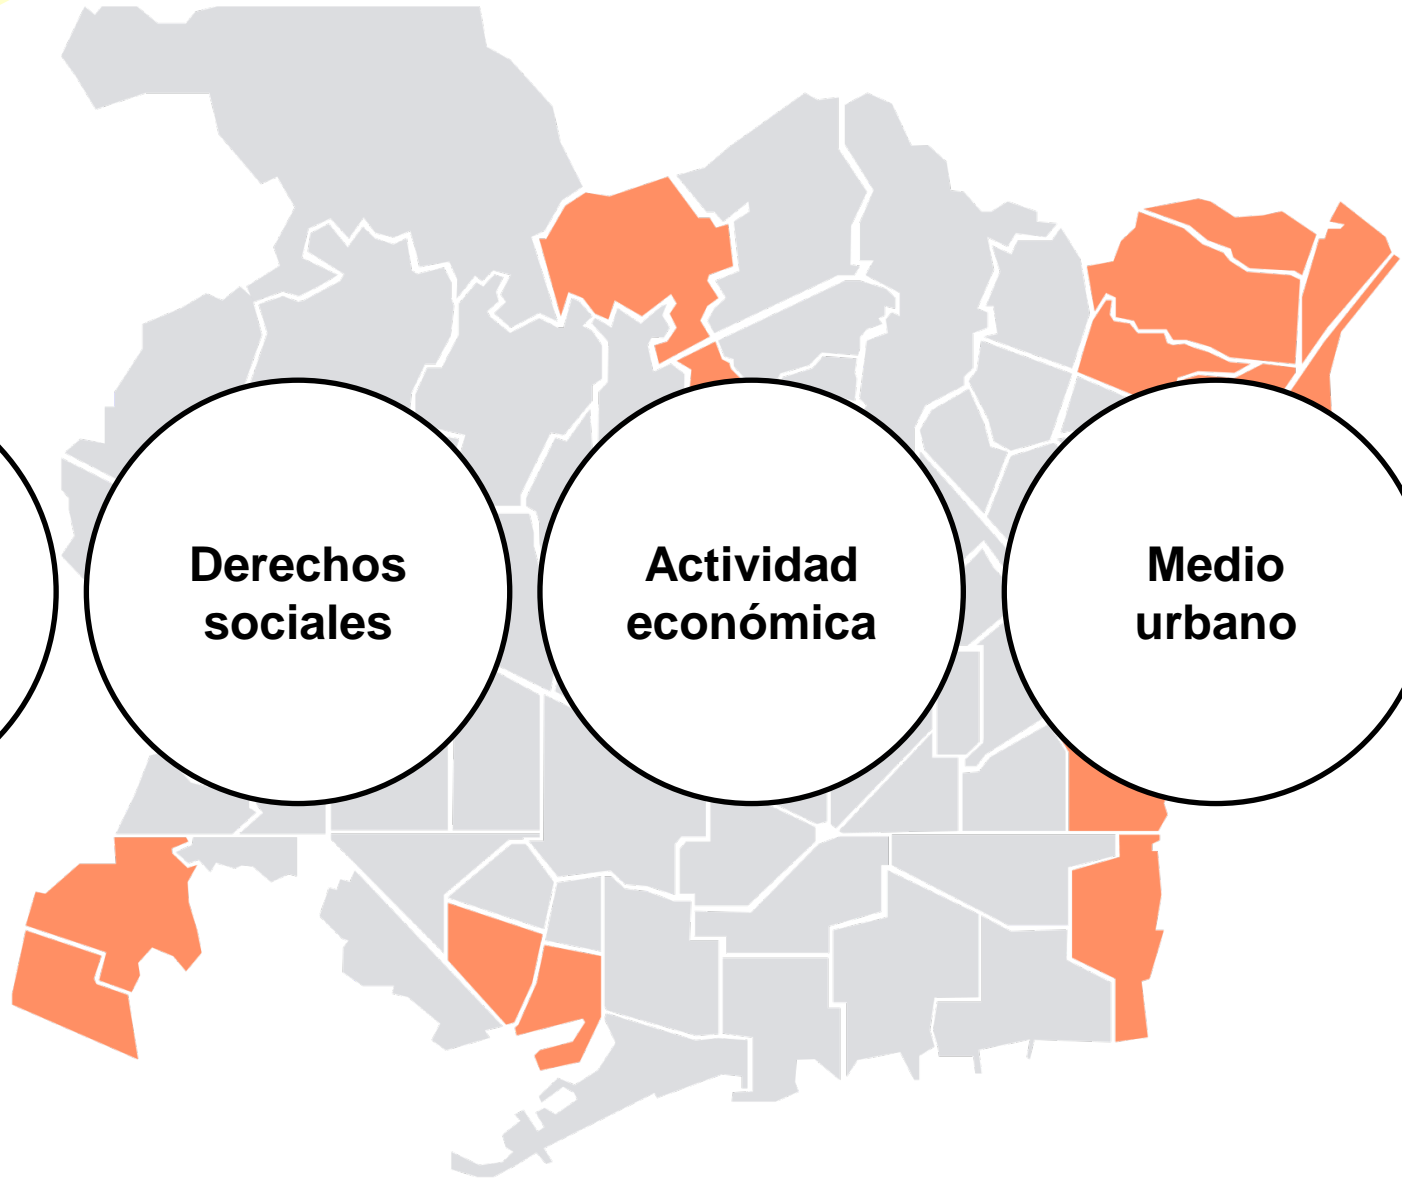 Derechos
sociales
Actividad
económica
Medio
urbano